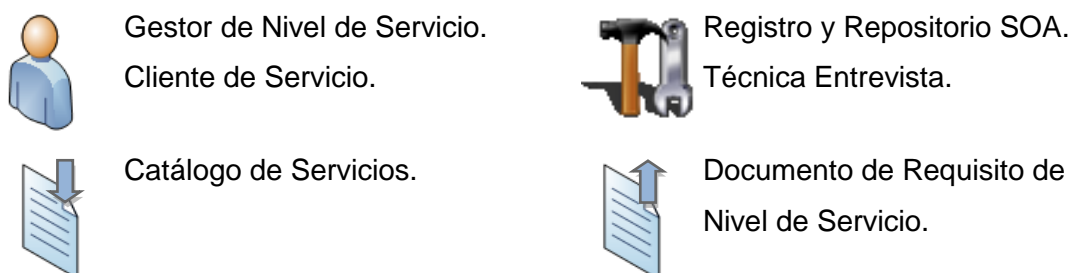 Gestor de Nivel de Servicio.
Cliente de Servicio.
Registro y Repositorio SOA.
Técnica Entrevista.
Catálogo de Servicios.
Documento de Requisito de
Nivel de Servicio.